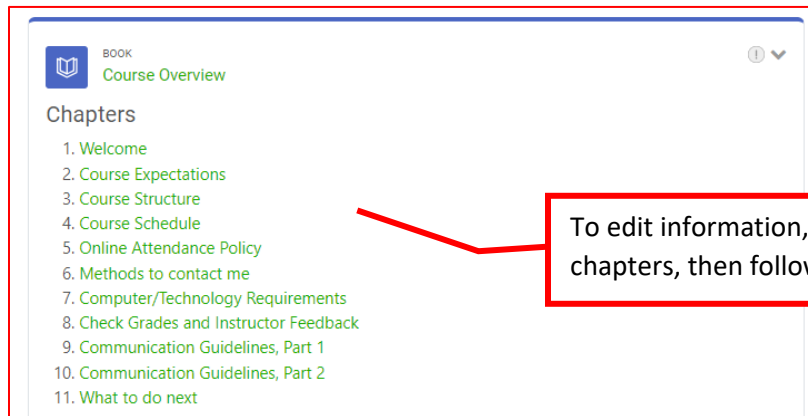 BOOK
Course Overview
Chapters
1. Welcome
2. Course Expectations
3. Course Structure
4. Course Schedule
5. Online Attendance Policy
6. Methods to contact me
7. Computer/Technology Requirements
8. Check Grades and Instructor Feedback
9. Communication Guidelines, Part 1
10. Communication Guidelines, Part 2
11. What to do next
To edit information,
chapters, then follow